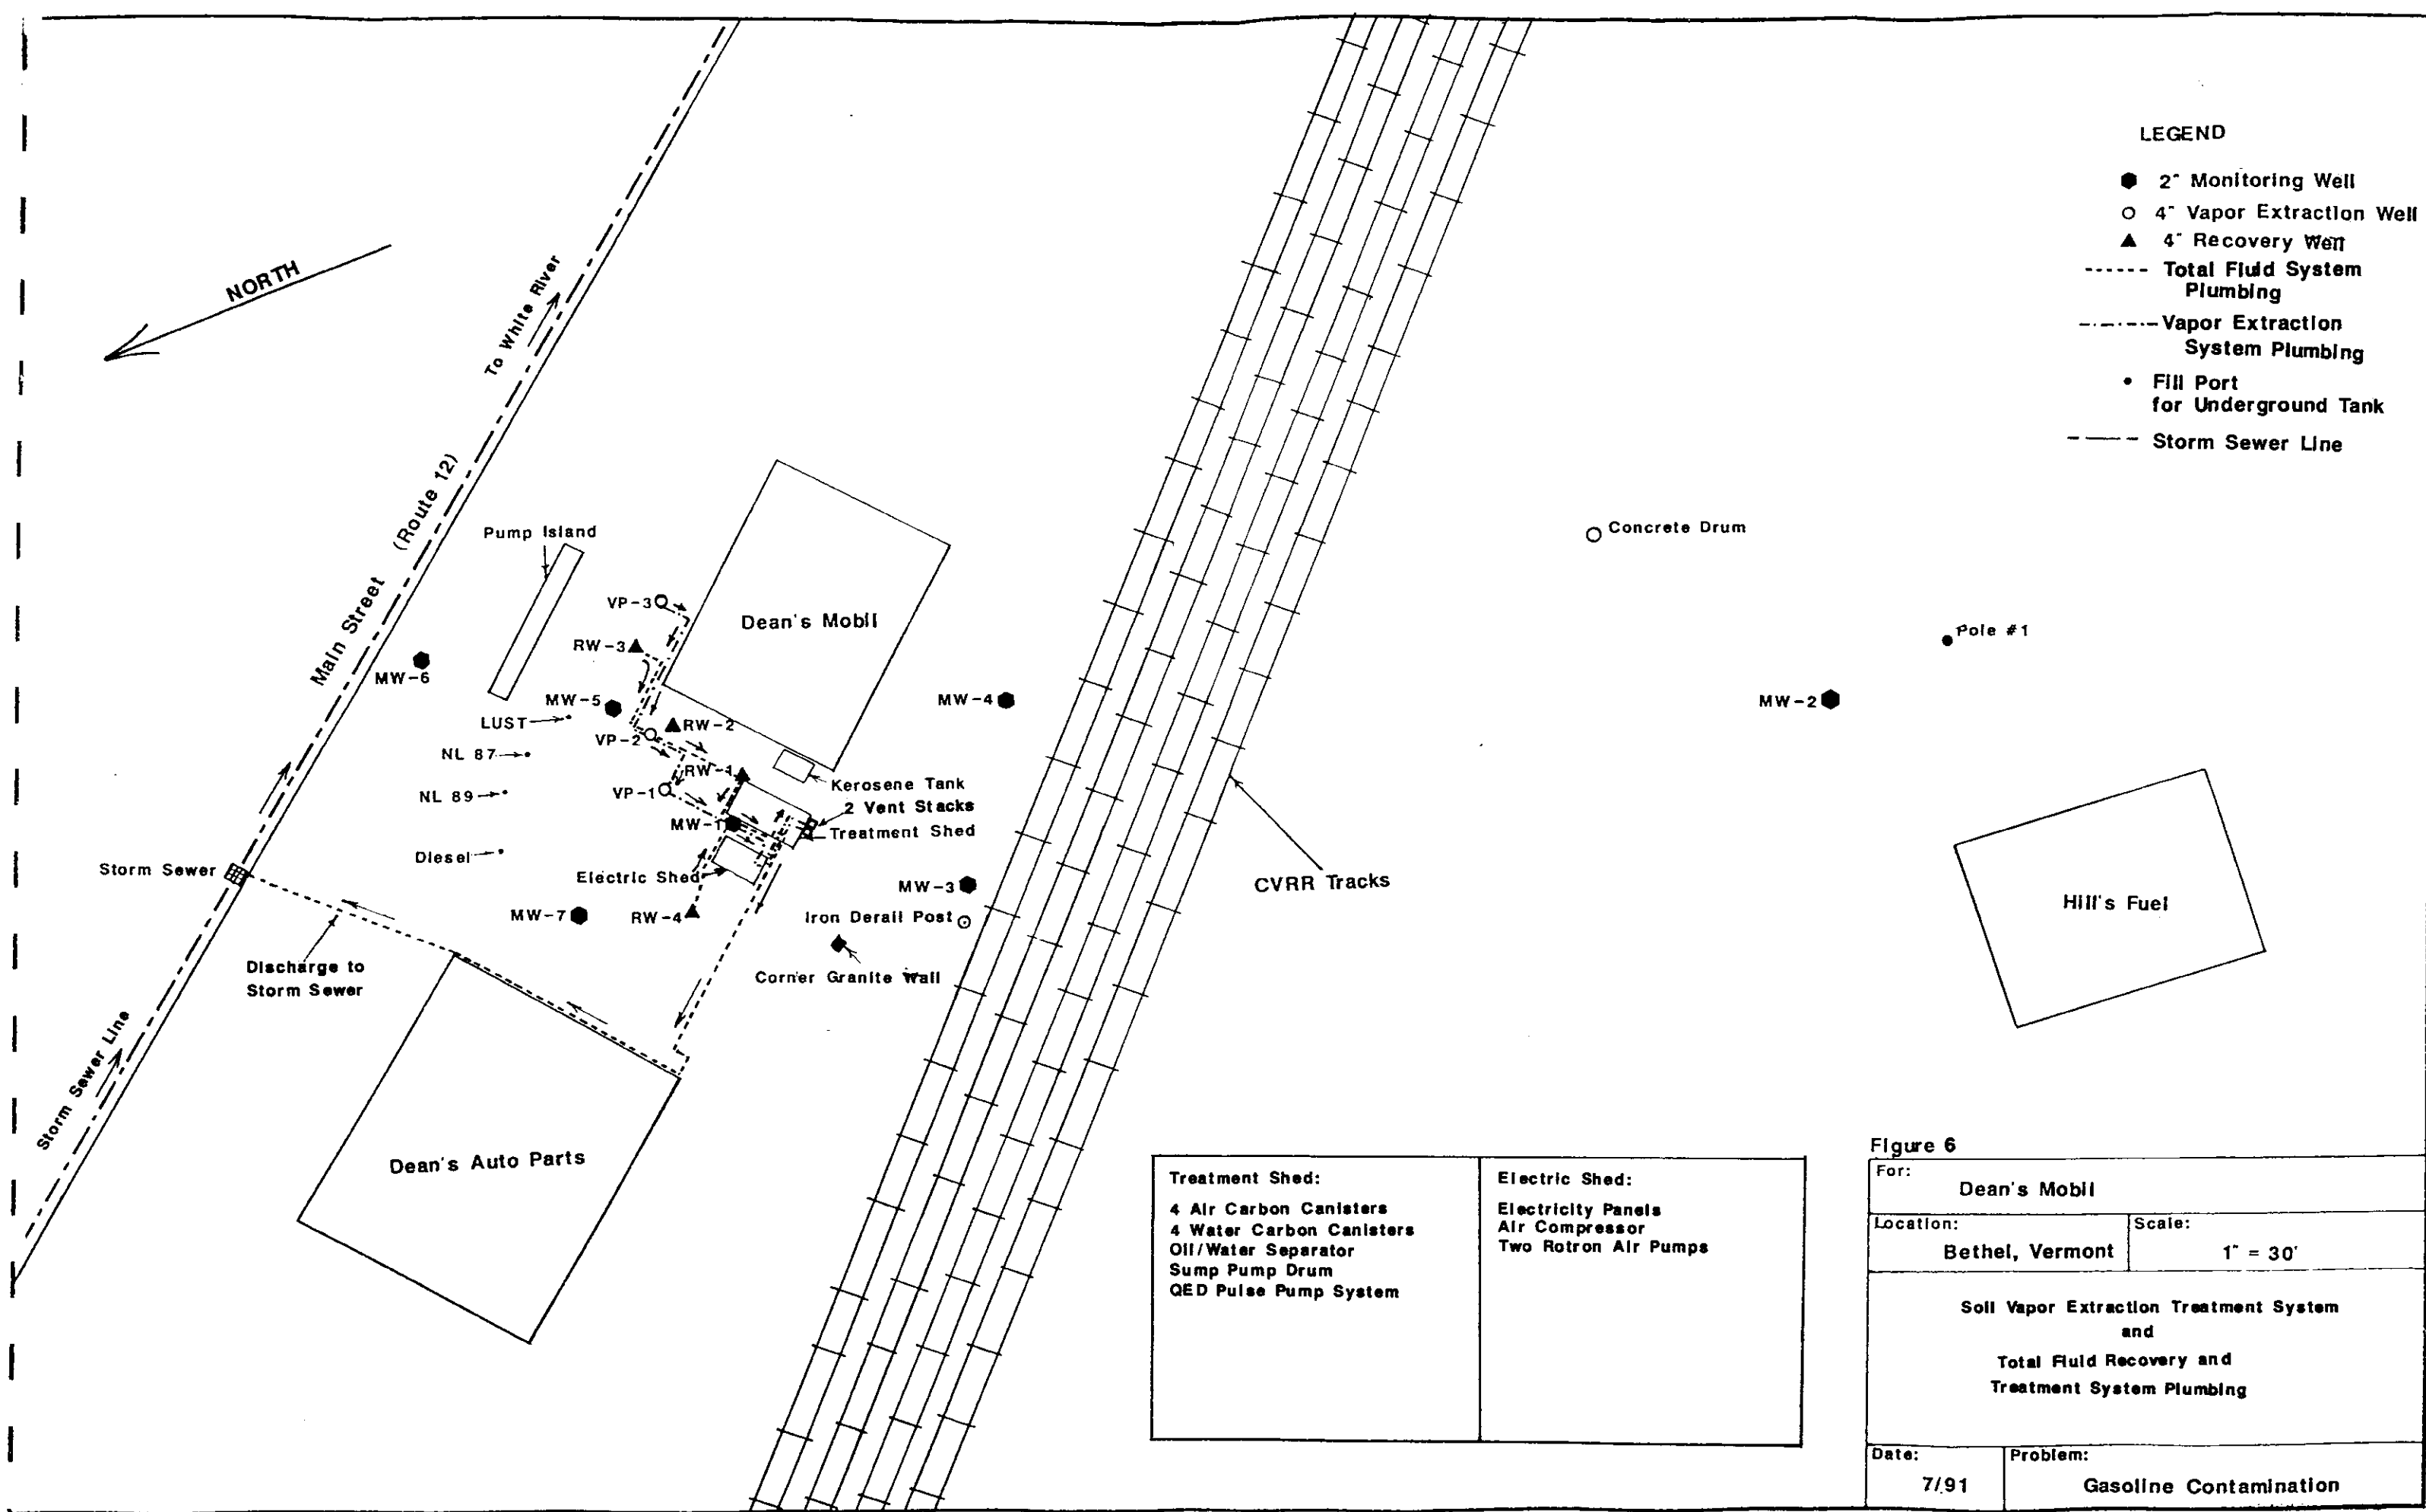 LEGEND
2" Monitoring Well
4" Vapor Extraction Well
4" Recovery Well
Total Fluid System
Plumbing
Vapor Extraction
System Plumbing
Fill Port
for Underground Tank
Storm Sewer Line
NORTH
To White River
Main Street (Route 12)
Pump Island
Concrete Drum
VP-3
Dean's Mobil
RW-3
Pole #1
MW-6
MW-5
MW-4
MW-2
LUST
RW-2
VP-2
NL 87
RW-1
Kerosene Tank
NL 89
VP-1
2 Vent Stacks
MW-1
Treatment Shed
Diesel
Storm Sewer
Electric Shed
MW-3
CVRR Tracks
Hill's Fuel
MW-7
RW-4
Iron Derail Post
Discharge to
Storm Sewer
Corner Granite Wall
Storm Sewer Line
Dean's Auto Parts
Treatment Shed:
4 Air Carbon Canisters
4 Water Carbon Canisters
Oil/Water Separator
Sump Pump Drum
QED Pulse Pump System
Electric Shed:
Electricity Panels
Air Compressor
Two Rotron Air Pumps
Figure 6
For:
Dean's Mobil
Location:
Bethel, Vermont
Scale:
1" = 30'
Soil Vapor Extraction Treatment System
and
Total Fluid Recovery and
Treatment System Plumbing
Date:
7/91
Problem:
Gasoline Contamination